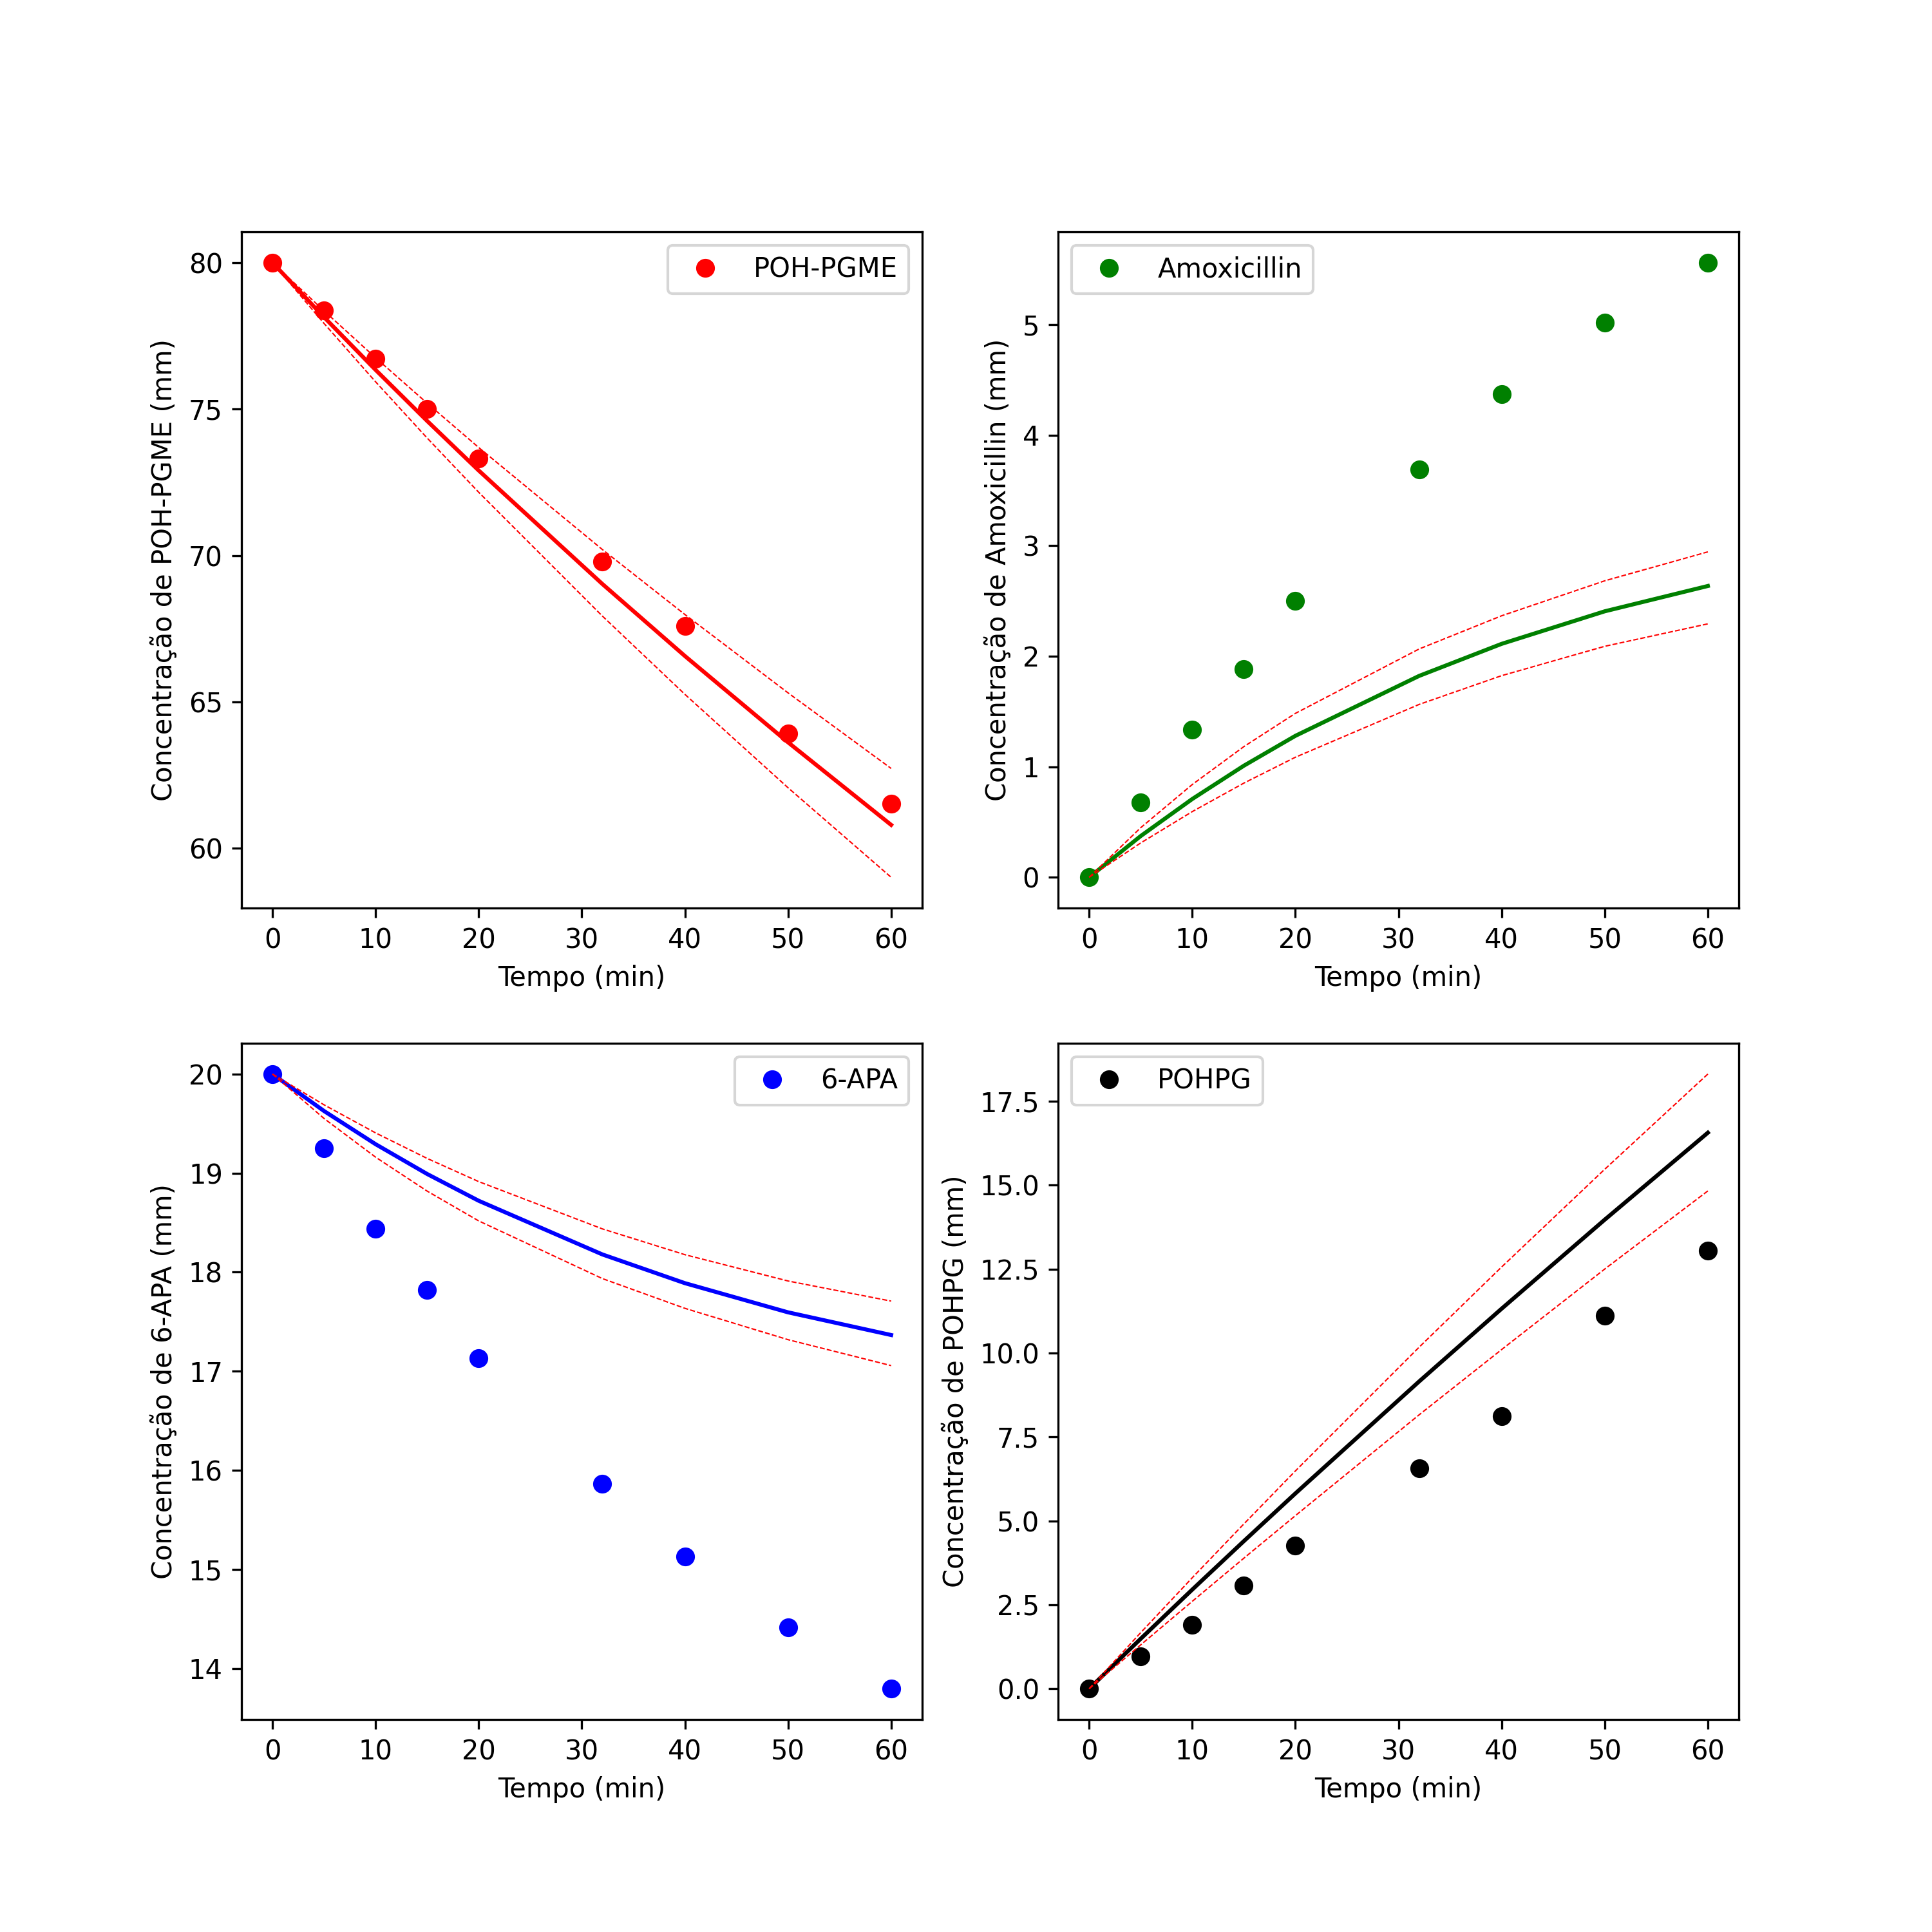 POH-PGME
Concentração de POH-PGME (mm)
80
75
70
65
60
0 10 20 30 40 50 60
Tempo (min)
Amoxicillin
Concentração de Amoxicillin (mm)
5
4
3
2
1
0
0 10 20 30 40 50 60
Tempo (min)
6-APA
Concentração de 6-APA (mm)
20
19
18
17
16
15
14
0 10 20 30 40 50 60
Tempo (min)
POHPG
Concentração de POHPG (mm)
17.5
15.0
12.5
10.0
7.5
5.0
2.5
0.0
0 10 20 30 40 50 60
Tempo (min)